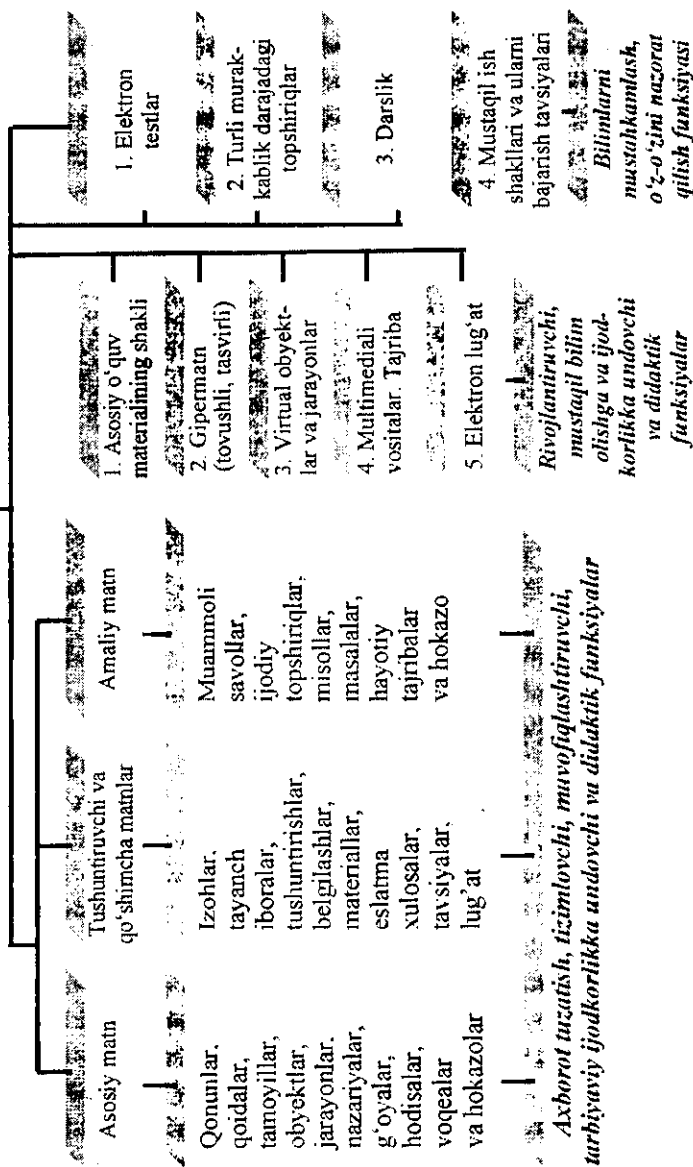 Asosiy matn
Qonunlar,
qoidalar,
tamoyillar,
obyektlar,
jarayonlar.
nazariyalar,
g‘oyalar,
hodisalar,
voqealar
va hokazolar
Tushuntiruvchi va
qo‘shimcha matnlar
Izohlar.
tayanch
iboralar,
tushuntirishlar,
belgilashlar,
materiallar,
eslatma
xulosalar,
tavsiyalar,
lug‘at
Amaliy matn
Muammoli
savollar,
ijodiy
topshiriqlar,
misollar,
masalalar,
hayotiy
tajribalar
va hokazo
Axborot tuzatish, tizimlovchi, muvofiqlashtiruvchi,
tarbiyaviy ijodkorlikka undovchi va didaktik funksiyalar
1. Asosiy o‘quv
materialining shakli
2. Gipermatn
(tovushli, tasvirli)
3. Virtual obyekt-
lar va jarayonlar
4. Multimediali
vositalar. Tajriba
5. Elektron lug‘at
Rivojlantiruvchi,
mustaqil bilim
olishga va ijod-
korlikka undovchi
va didaktik
funksiyalar
1. Elektron
testlar
2. Turli murak-
kablik darajadagi
topshiriqlar
3. Darslik
4. Mustaqil ish
shakllari va ularni
bajarish tavsiyalari
Bilimlarni
mustahkamlash,
o‘z-o‘zini nazorat
qilish funksiyasi